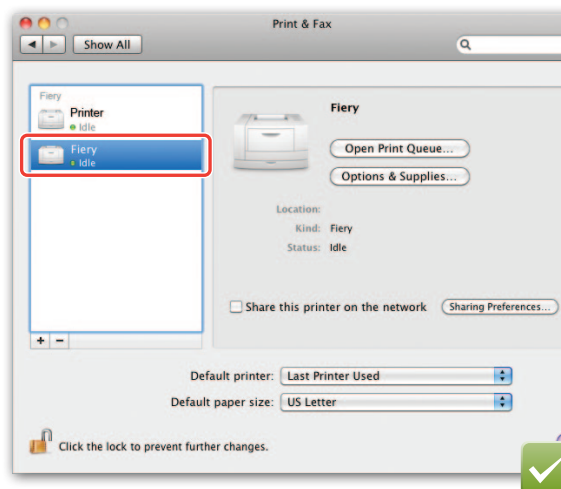 Print & Fax
Show All
Fiery
Printer
Idle
Fiery
Idle
Fiery
Open Print Queue...
Options & Supplies...
Location:
Kind: Fiery
Status: Idle
Share this printer on the network Sharing Preferences...
+ −
Default printer: Last Printer Used
Default paper size: US Letter
Click the lock to prevent further changes.